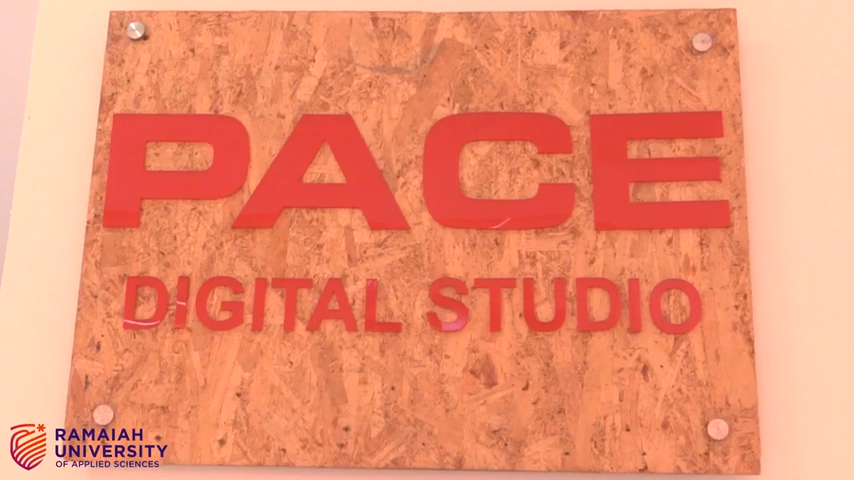 PACE
DIGITAL STUDIO
RAMAIAH
UNIVERSITY
OF APPLIED SCIENCES